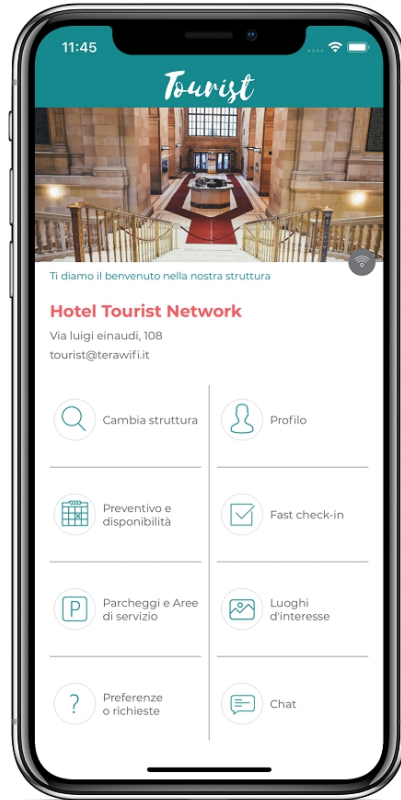 11:45
Tourist
Ti diamo il benvenuto nella nostra struttura
Hotel Tourist Network
Via luigi einaudi, 108
tourist@terawifi.it
Cambia struttura
Profilo
Preventivo e
disponibilità
Fast check-in
P
Parcheggi e Aree
di servizio
Luoghi
d'interesse
?
Preferenze
o richieste
Chat